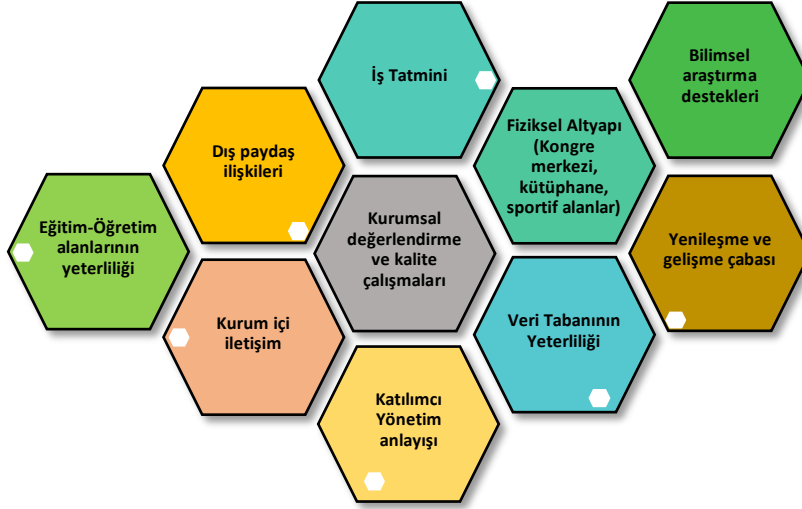 İş Tatmini
Bilimsel
araştırma
destekleri
Dış paydaş
ilişkileri
Fiziksel Altyapı
(Kongre
merkezi,
kütüphane,
sportif alanlar)
Eğitim-Öğretim
alanlarının
yeterliliği
Kurumsal
değerlendirme
ve kalite
çalışmaları
Yenileşme ve
gelişme çabası
Kurum içi
iletişim
Veri Tabanının
Yeterliliği
Katılımcı
Yönetim
anlayışı